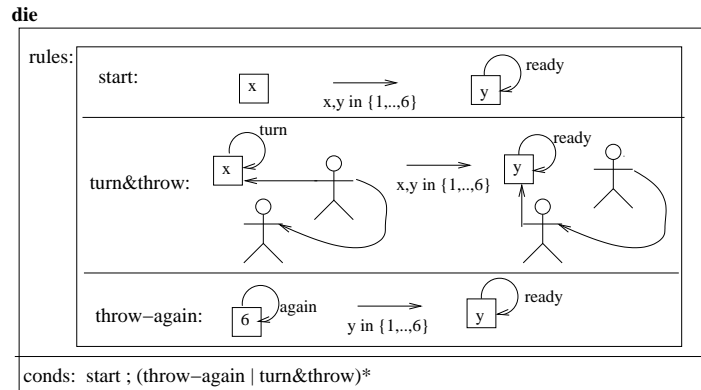 die
rules:
start:
x
x,y in {1,..,6}
y
ready
turn&throw:
x
turn
x,y in {1,..,6}
y
ready
throw−again:
6
again
y in {1,..,6}
y
ready
conds: start ; (throw−again | turn&throw)*